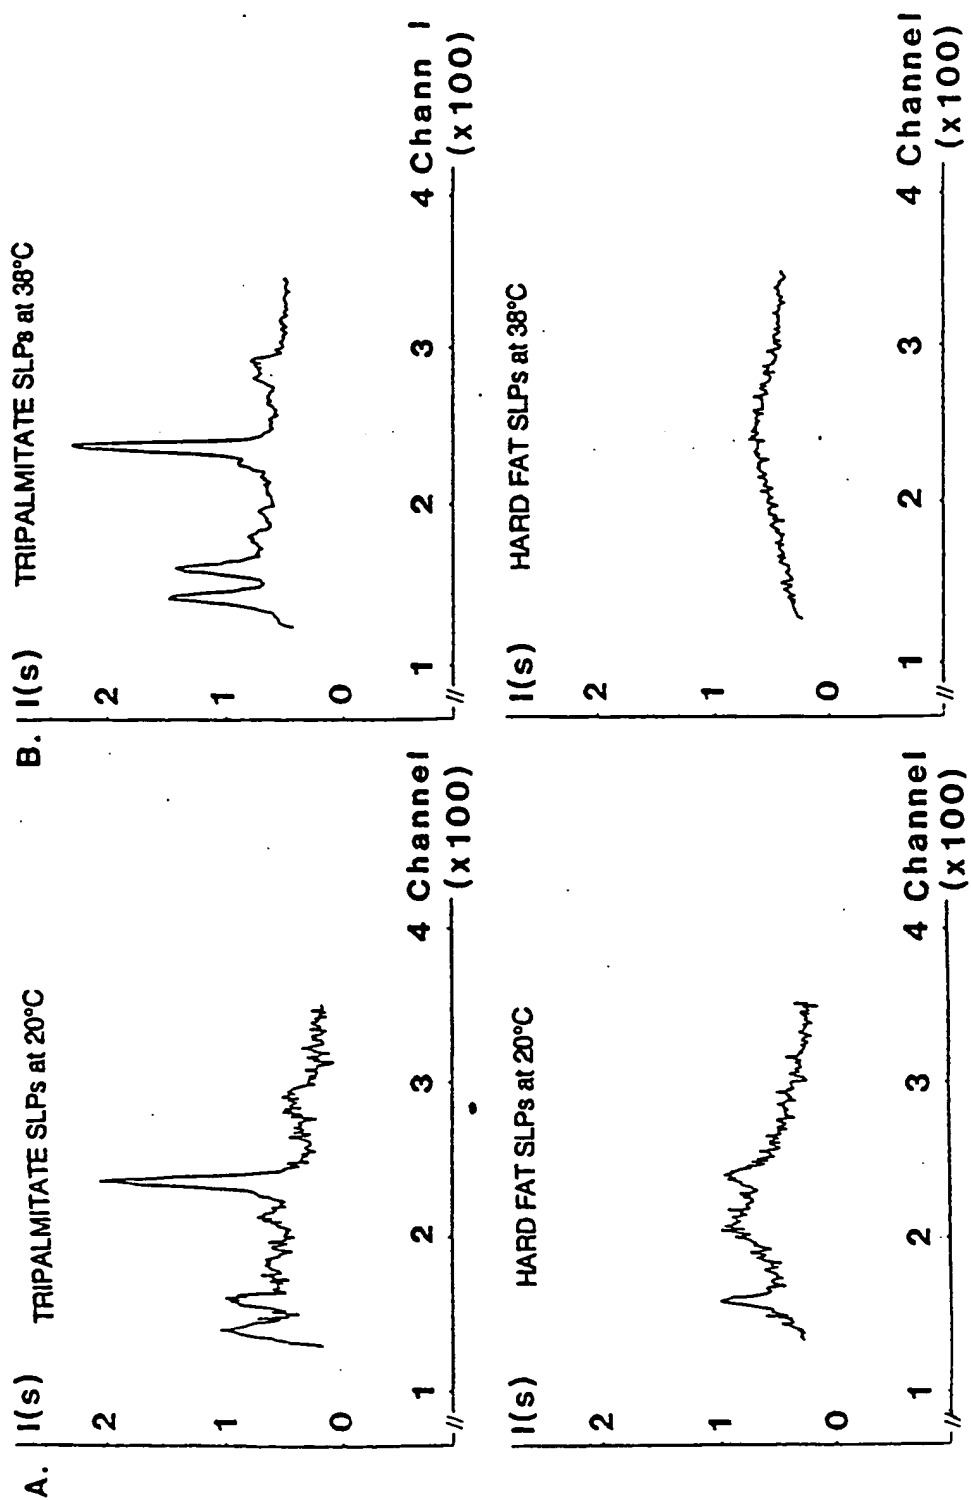 A.
TRIPALMITATE SLPs at 20°C
I(s)
2
1
0
1 2 3 4 Channel
(x100)
HARD FAT SLPs at 20°C
I(s)
2
1
0
1 2 3 4 Channel
(x100)
B.
TRIPALMITATE SLPs at 38°C
I(s)
2
1
0
1 2 3 4 Chann l
(x100)
HARD FAT SLPs at 38°C
I(s)
2
1
0
1 2 3 4 Channel
(x100)